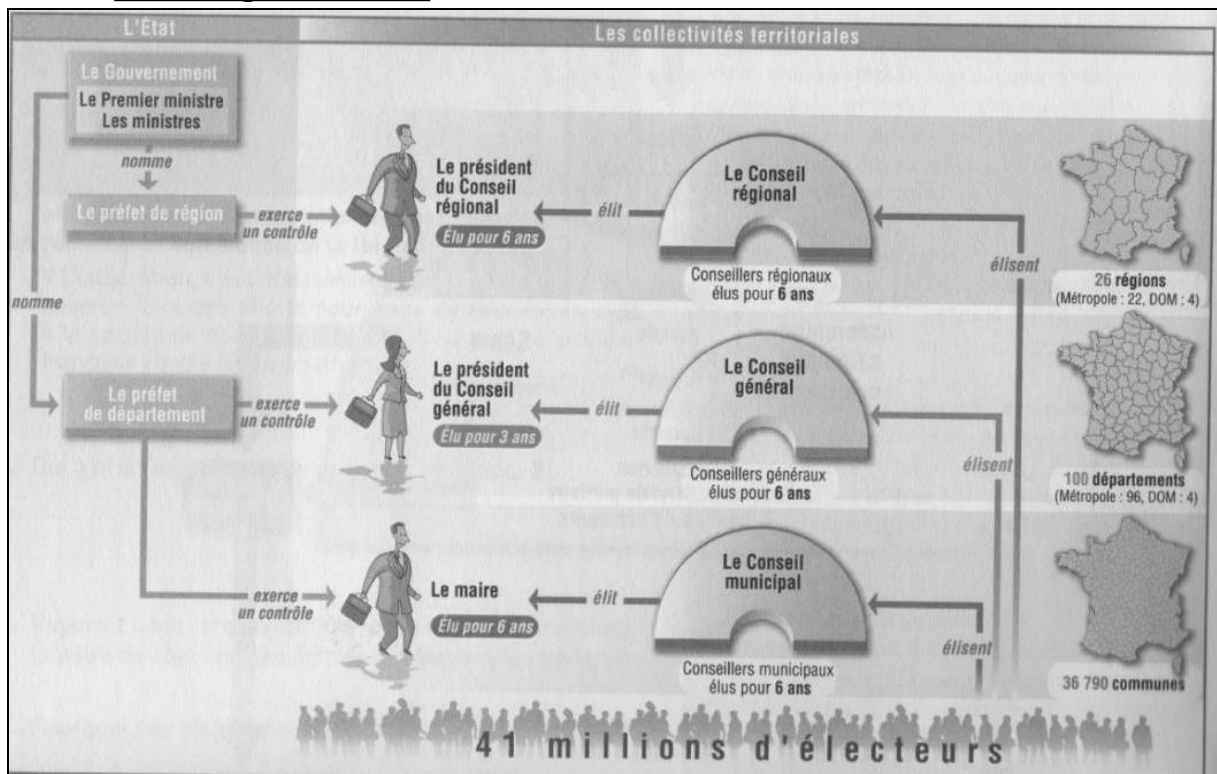 L'État
Les collectivités territoriales
Le Gouvernement
Le Premier ministre
Les ministres
nomme
Le préfet de région
exerce
un contrôle
Le président
du Conseil
régional
Élu pour 6 ans
élit
Le Conseil
régional
Conseillers régionaux
élus pour 6 ans
élisent
26 régions
(Métropole : 22, DOM : 4)
nomme
Le préfet
de département
exerce
un contrôle
Le président
du Conseil
général
Élu pour 3 ans
élit
Le Conseil
général
Conseillers généraux
élus pour 6 ans
élisent
100 départements
(Métropole : 96, DOM : 4)
exerce
un contrôle
Le maire
Élu pour 6 ans
élit
Le Conseil
municipal
Conseillers municipaux
élus pour 6 ans
élisent
36 790 communes
41 millions d'électeurs